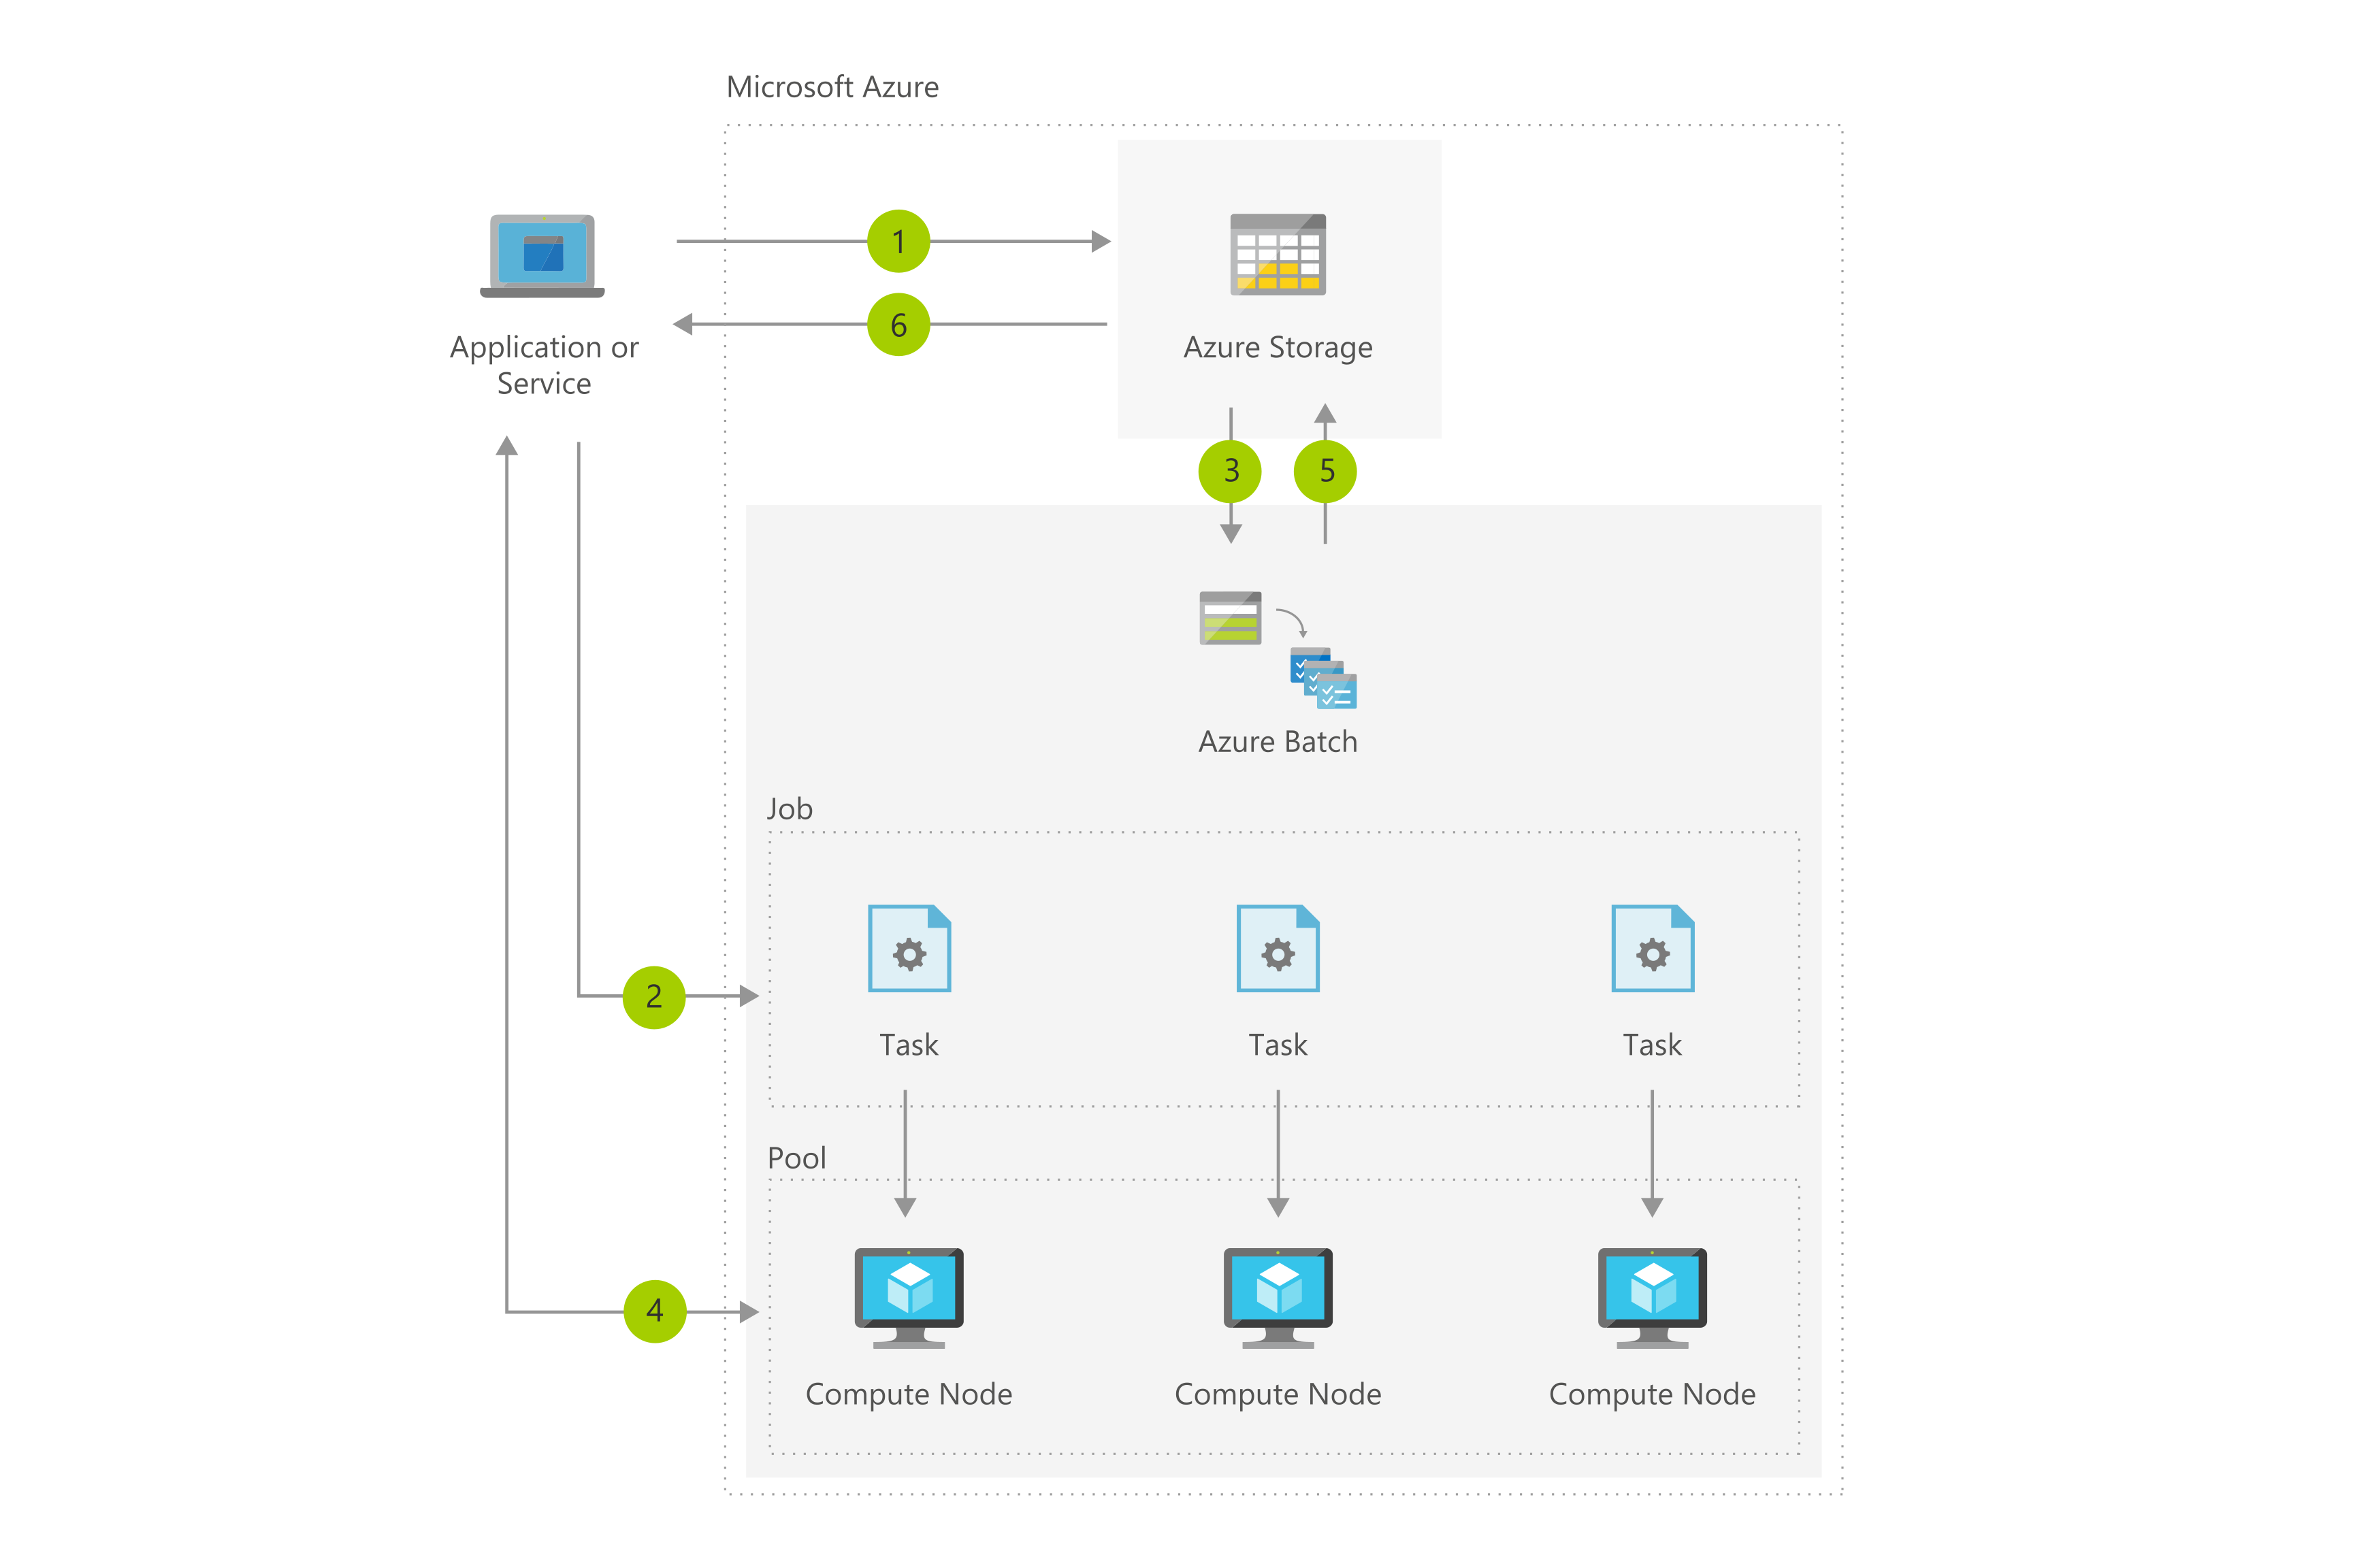 Microsoft Azure
1
6
Application or
Service
Azure Storage
3
5
Azure Batch
Job
2
Task
Task
Task
Pool
4
Compute Node
Compute Node
Compute Node